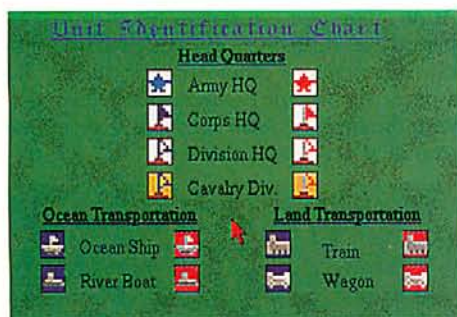 Unit Identification Chart
Head Quarters
Army HQ
Corps HQ
Division HQ
Cavalry Div.
Ocean Transportation
Land Transportation
Ocean Ship
Train
River Boat
Wagon